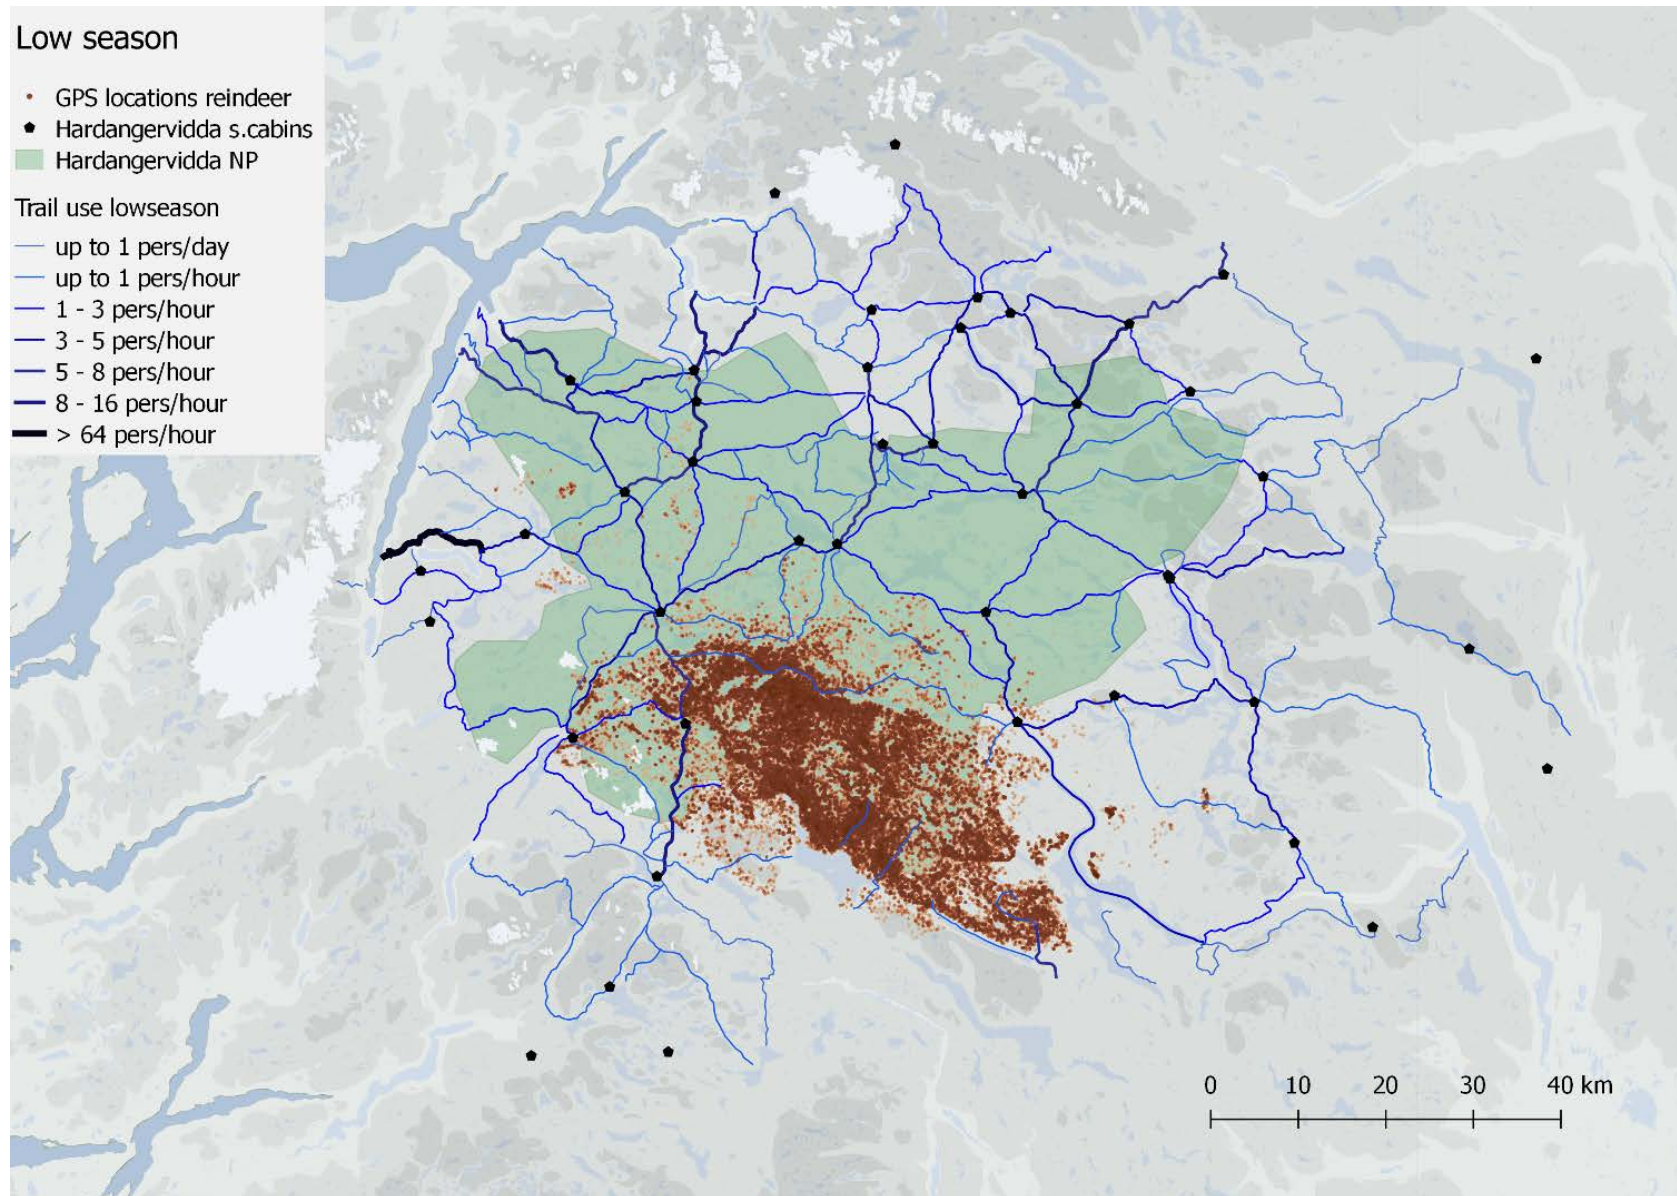 Low season
GPS locations reindeer
Hardangervidda s.cabins
Hardangervidda NP
Trail use lowseason
up to 1 pers/day
up to 1 pers/hour
1 - 3 pers/hour
3 - 5 pers/hour
5 - 8 pers/hour
8 - 16 pers/hour
> 64 pers/hour
0 10 20 30 40 km